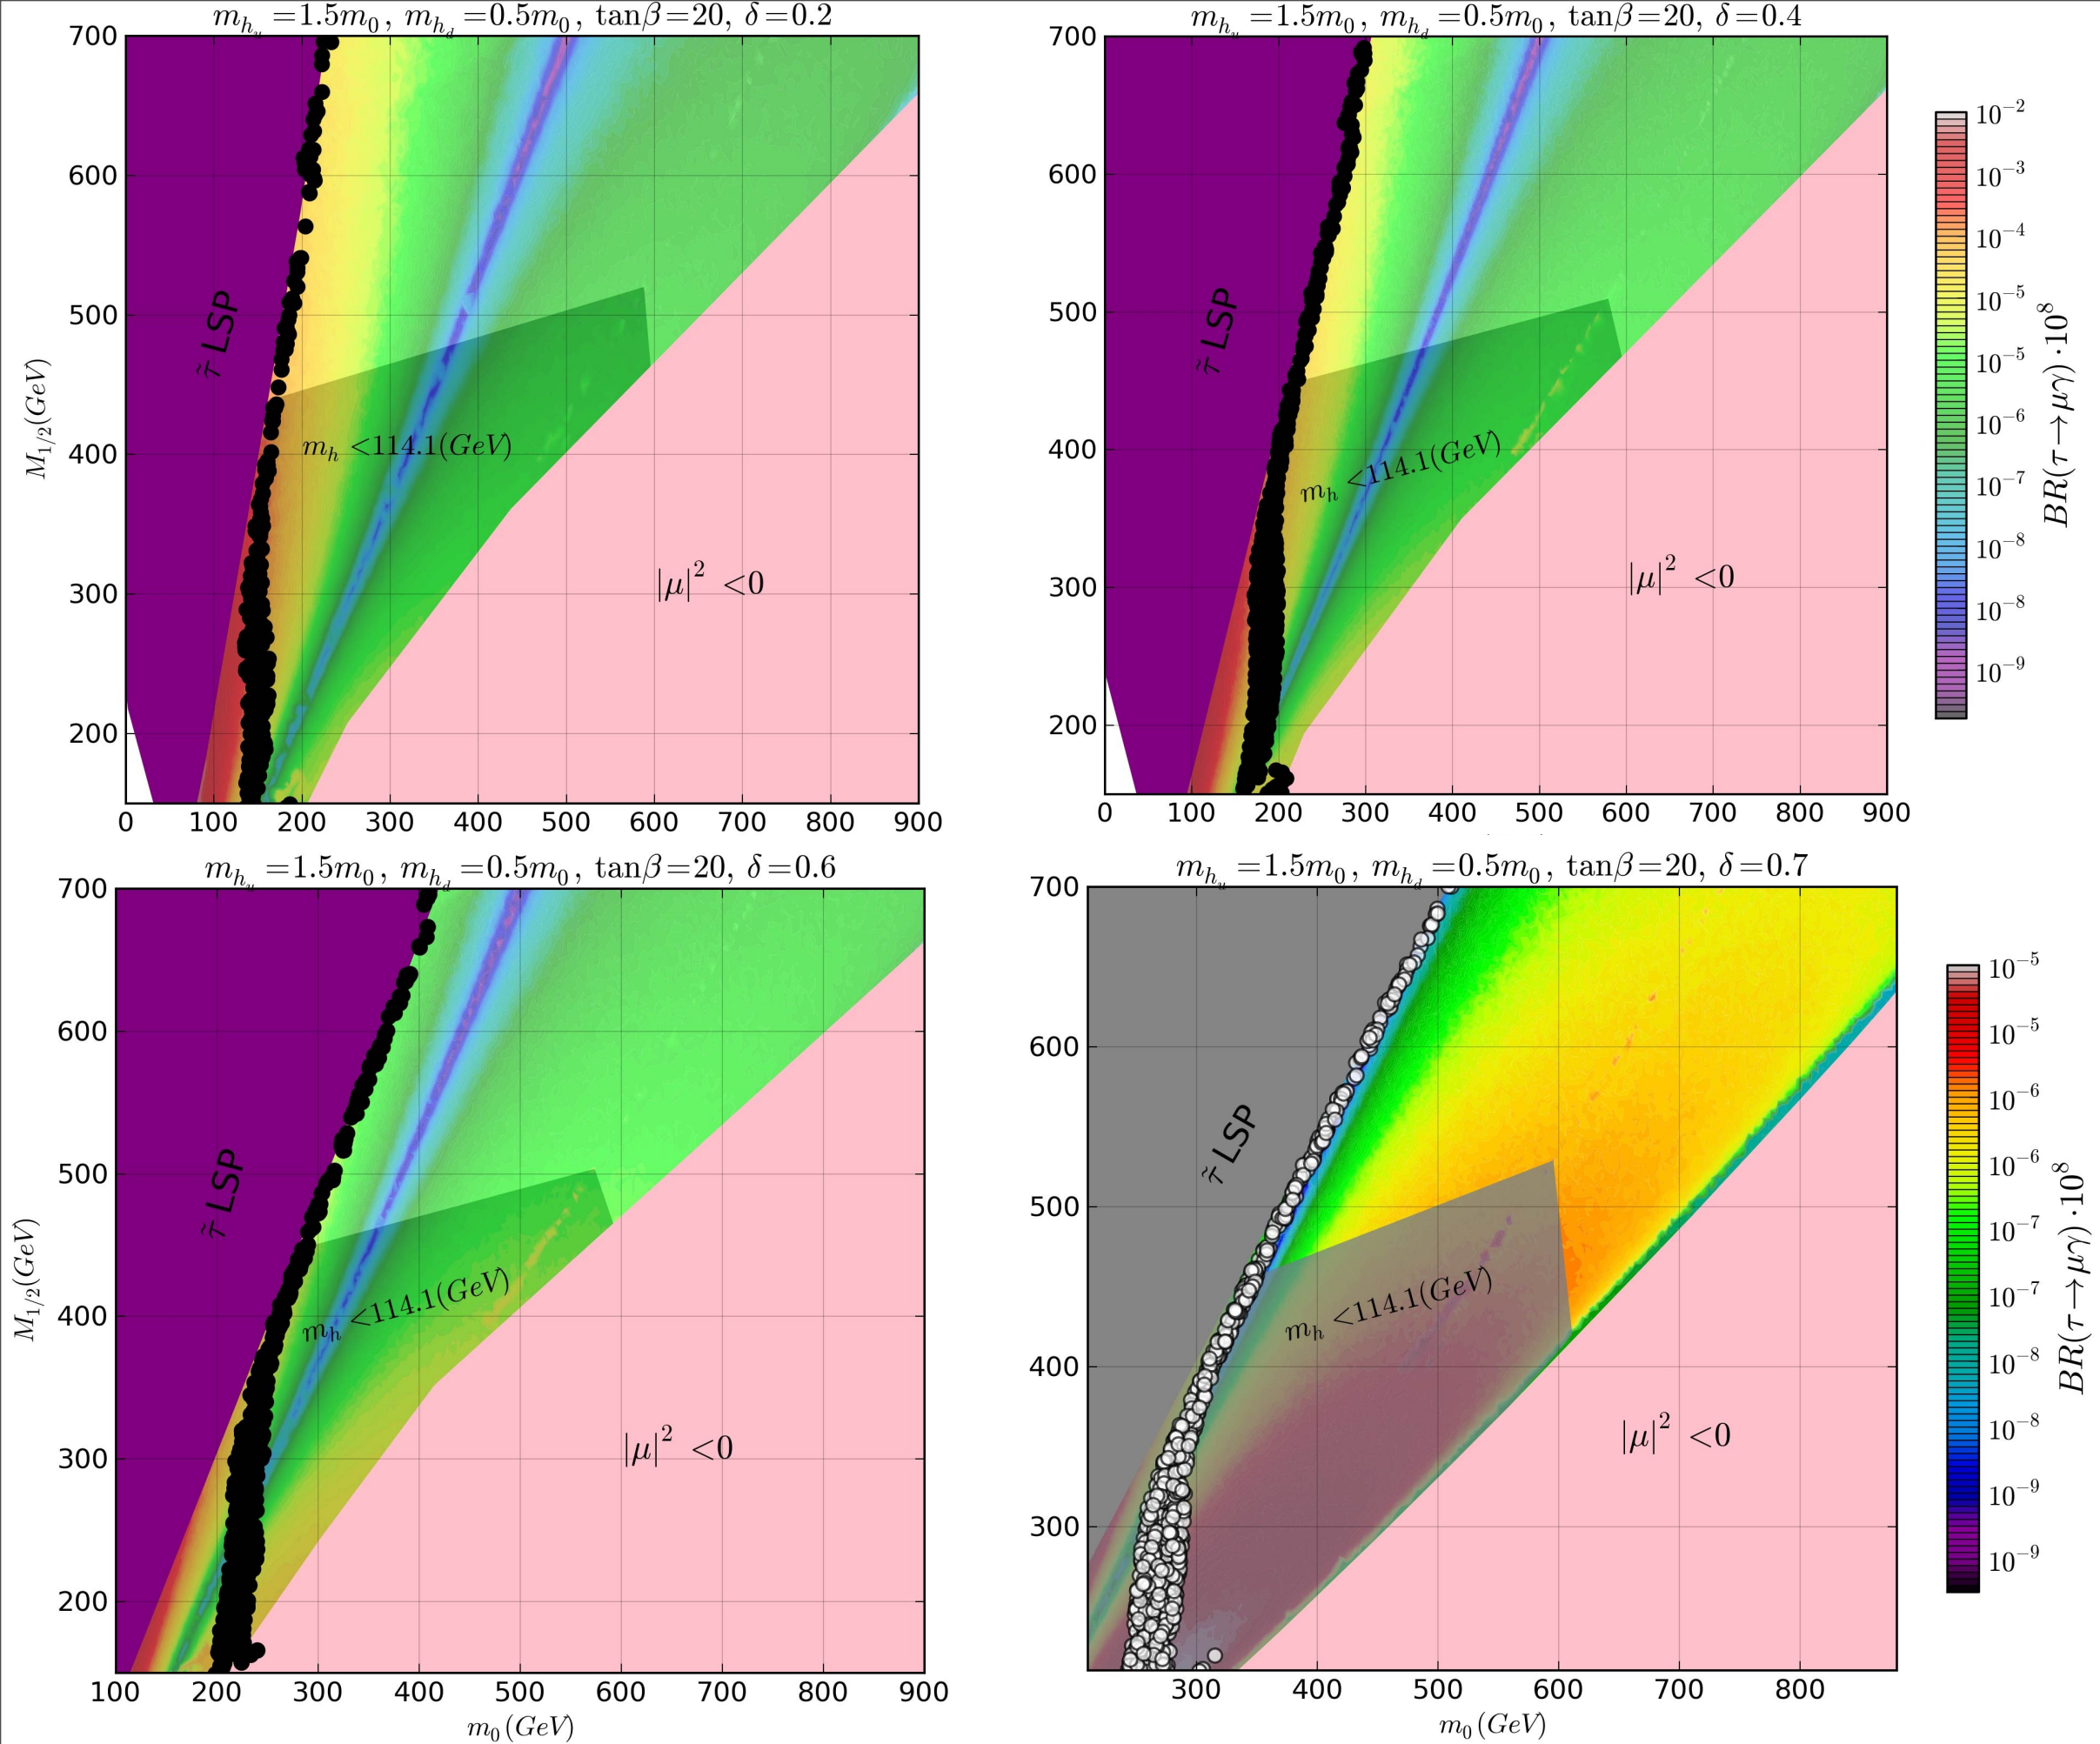 m_{h_u} =1.5m_0, m_{h_d} =0.5m_0, tanβ=20, δ=0.2
700
600
500
400
300
200
M_{1/2}(GeV)
τ̃ LSP
m_h <114.1(GeV)
|μ|² <0
0 100 200 300 400 500 600 700 800 900
m_{h_u} =1.5m_0, m_{h_d} =0.5m_0, tanβ=20, δ=0.4
700
600
500
400
300
200
τ̃ LSP
m_h <114.1(GeV)
|μ|² <0
0 100 200 300 400 500 600 700 800 900
10^{-2}
10^{-3}
10^{-4}
10^{-5}
10^{-5}
10^{-6}
10^{-7}
10^{-8}
10^{-8}
10^{-9}
BR(τ→μγ)·10^8
m_{h_u} =1.5m_0, m_{h_d} =0.5m_0, tanβ=20, δ=0.6
700
600
500
400
300
200
M_{1/2}(GeV)
τ̃ LSP
m_h <114.1(GeV)
|μ|² <0
100 200 300 400 500 600 700 800 900
m_0(GeV)
m_{h_u} =1.5m_0, m_{h_d} =0.5m_0, tanβ=20, δ=0.7
700
600
500
400
300
τ̃ LSP
m_h <114.1(GeV)
|μ|² <0
300 400 500 600 700 800
m_0(GeV)
10^{-5}
10^{-5}
10^{-6}
10^{-6}
10^{-7}
10^{-7}
10^{-8}
10^{-8}
10^{-9}
10^{-9}
BR(τ→μγ)·10^8